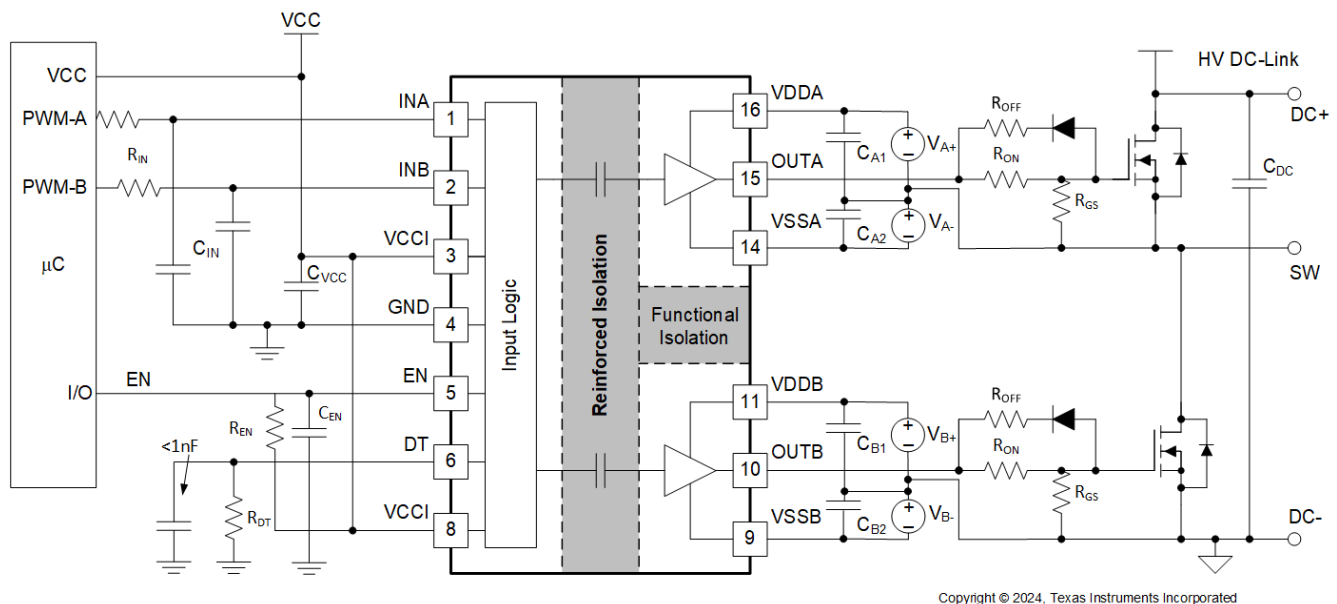 VCC
VCC
PWM-A
RIN
PWM-B
CIN
CVCC
µC
I/O
EN
REN
CEN
<1nF
RDT
INA
1
INB
2
VCCI
3
GND
4
EN
5
DT
6
VCCI
8
Input Logic
Reinforced Isolation
Functional
Isolation
VDDA
16
OUTA
15
VSSA
14
VDDB
11
OUTB
10
VSSB
9
CA1
VA+
CA2
VA-
ROFF
RON
RGS
CB1
VB+
CB2
VB-
ROFF
RON
RGS
HV DC-Link
DC+
CDC
SW
DC-
Copyright © 2024, Texas Instruments Incorporated